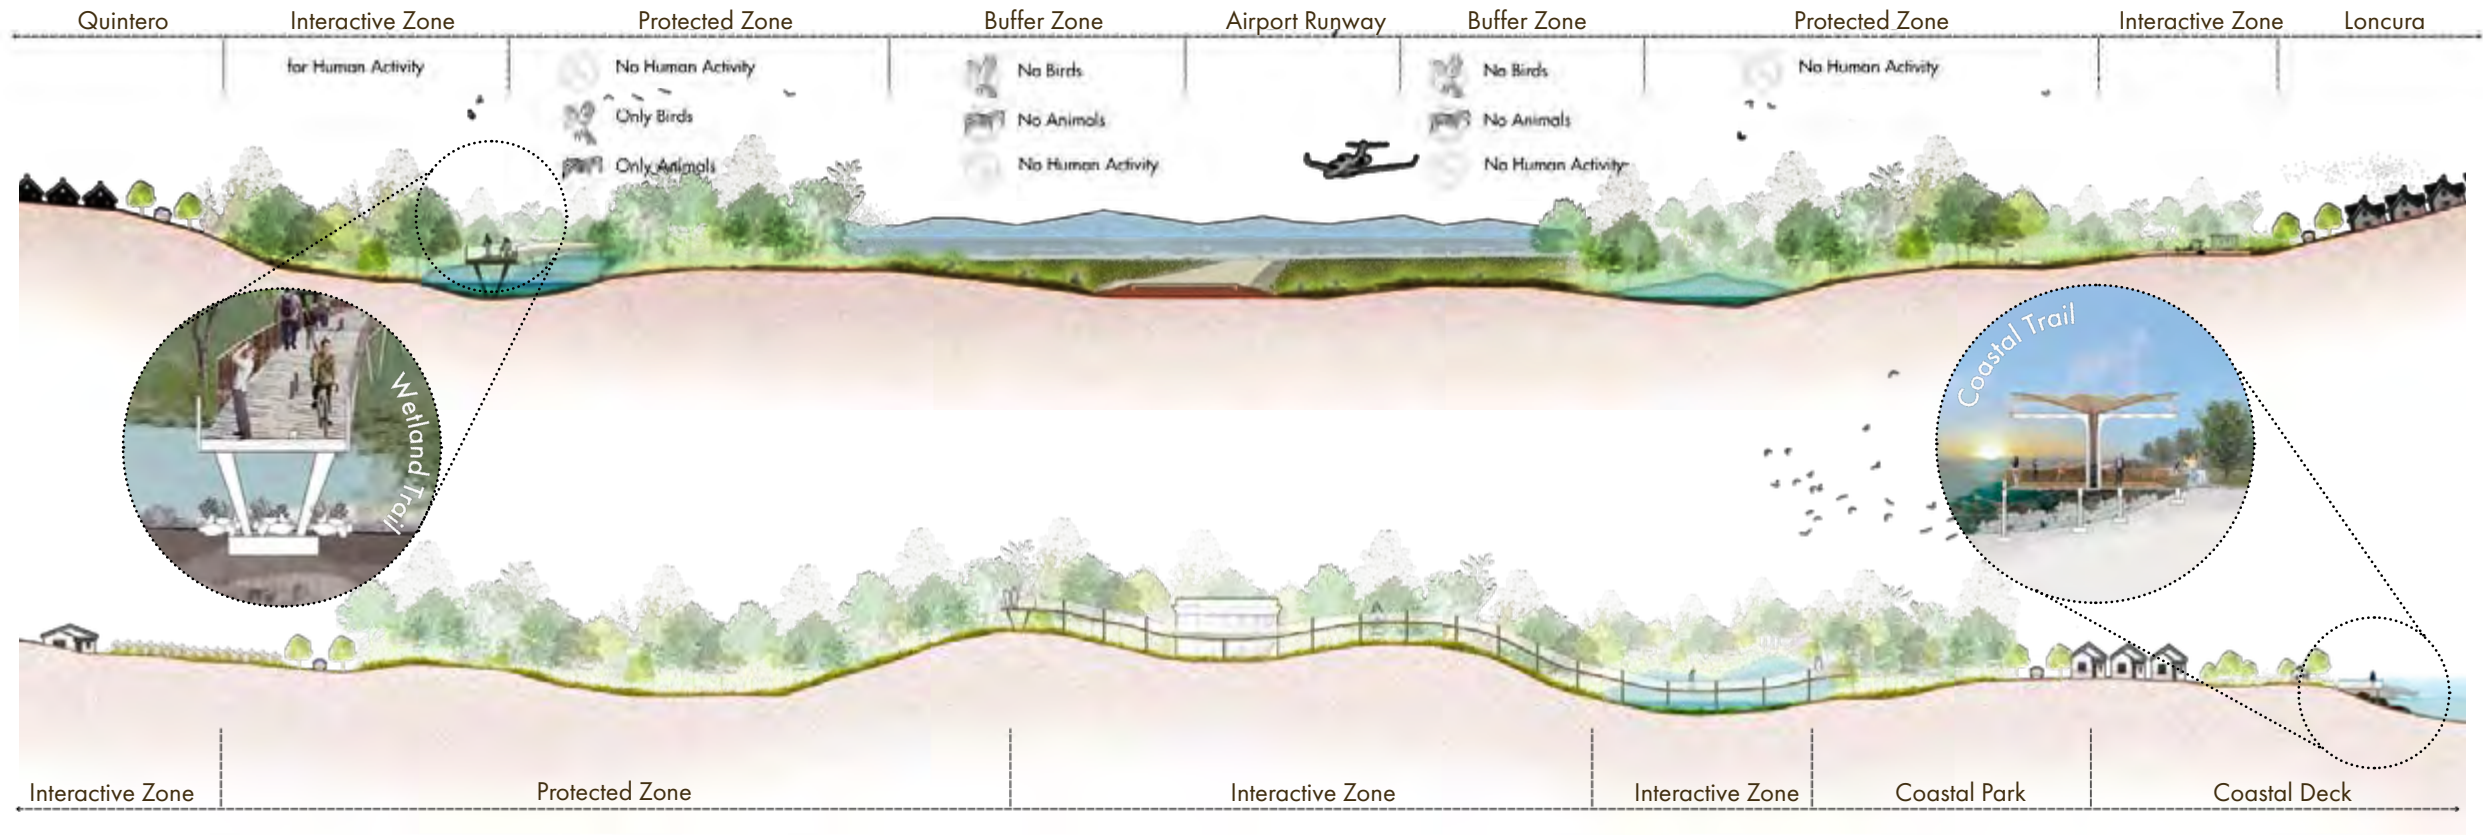 Quintero
Interactive Zone
Protected Zone
Buffer Zone
Airport Runway
Buffer Zone
Protected Zone
Interactive Zone
Loncura
for Human Activity
No Human Activity
Only Birds
Only Animals
No Birds
No Animals
No Human Activity
No Birds
No Animals
No Human Activity
No Human Activity
Wetland Trail
Coastal Trail
Interactive Zone
Protected Zone
Interactive Zone
Interactive Zone
Coastal Park
Coastal Deck